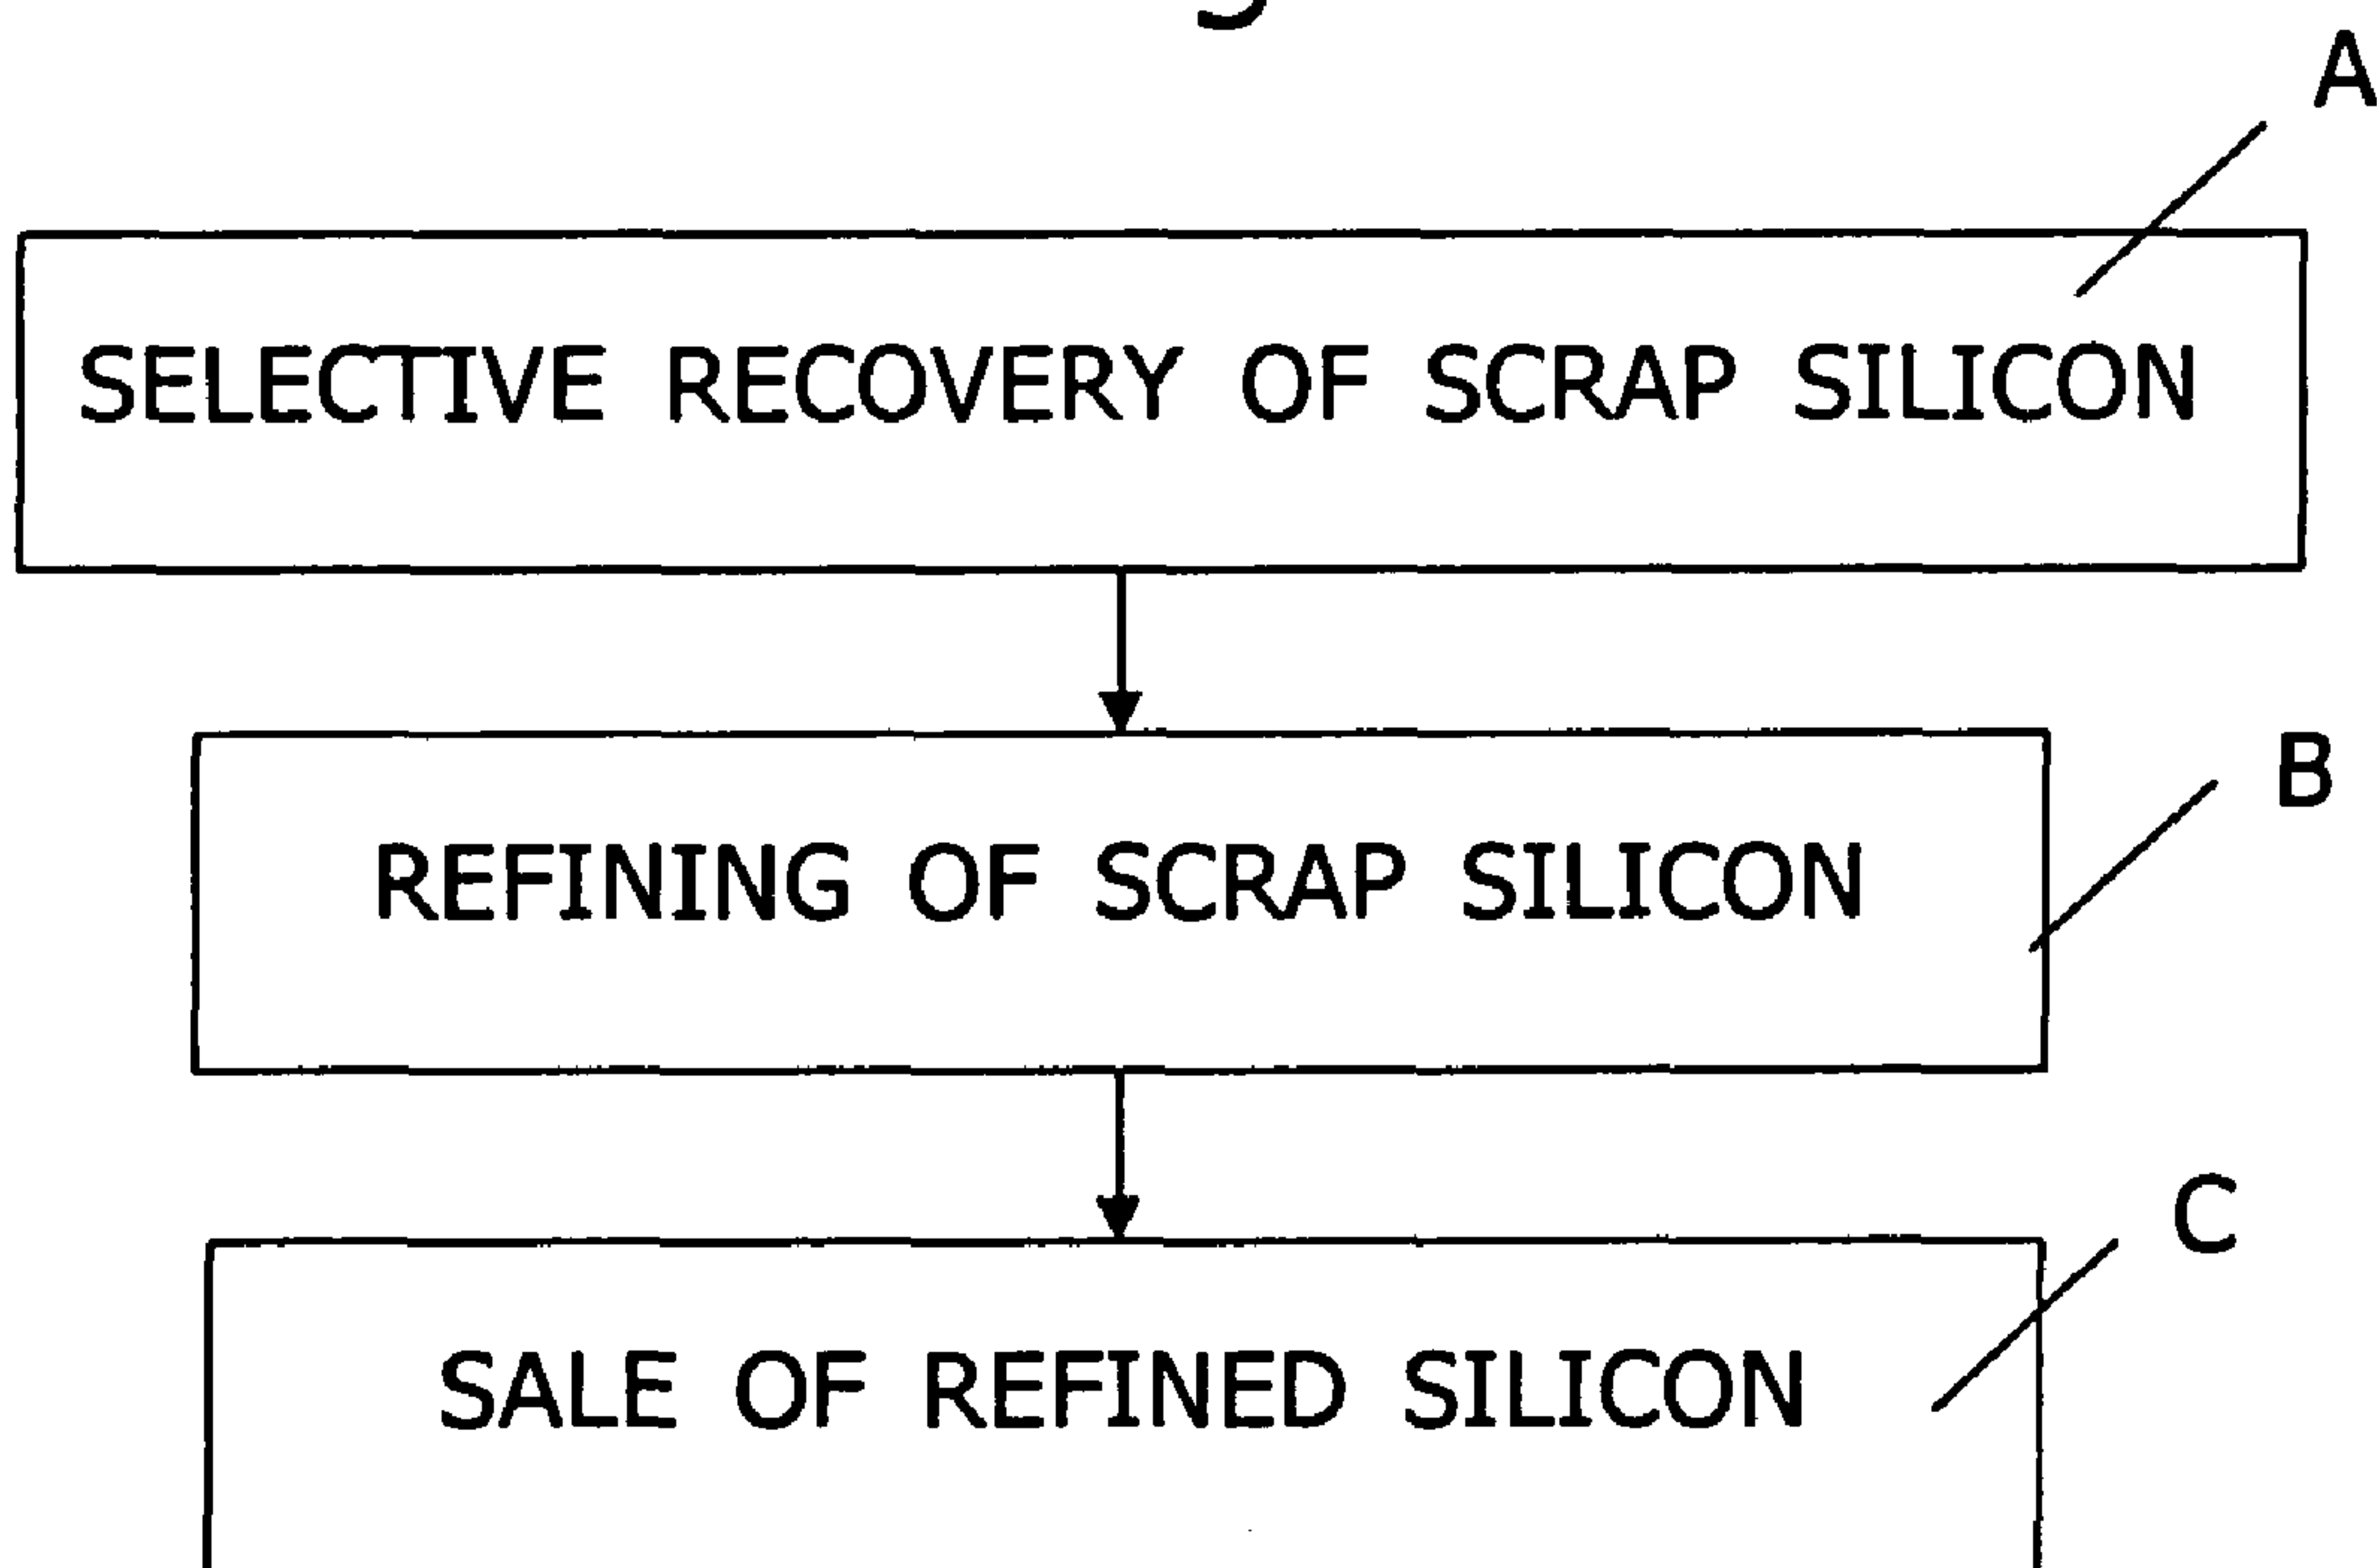 A
SELECTIVE RECOVERY OF SCRAP SILICON
B
REFINING OF SCRAP SILICON
C
SALE OF REFINED SILICON